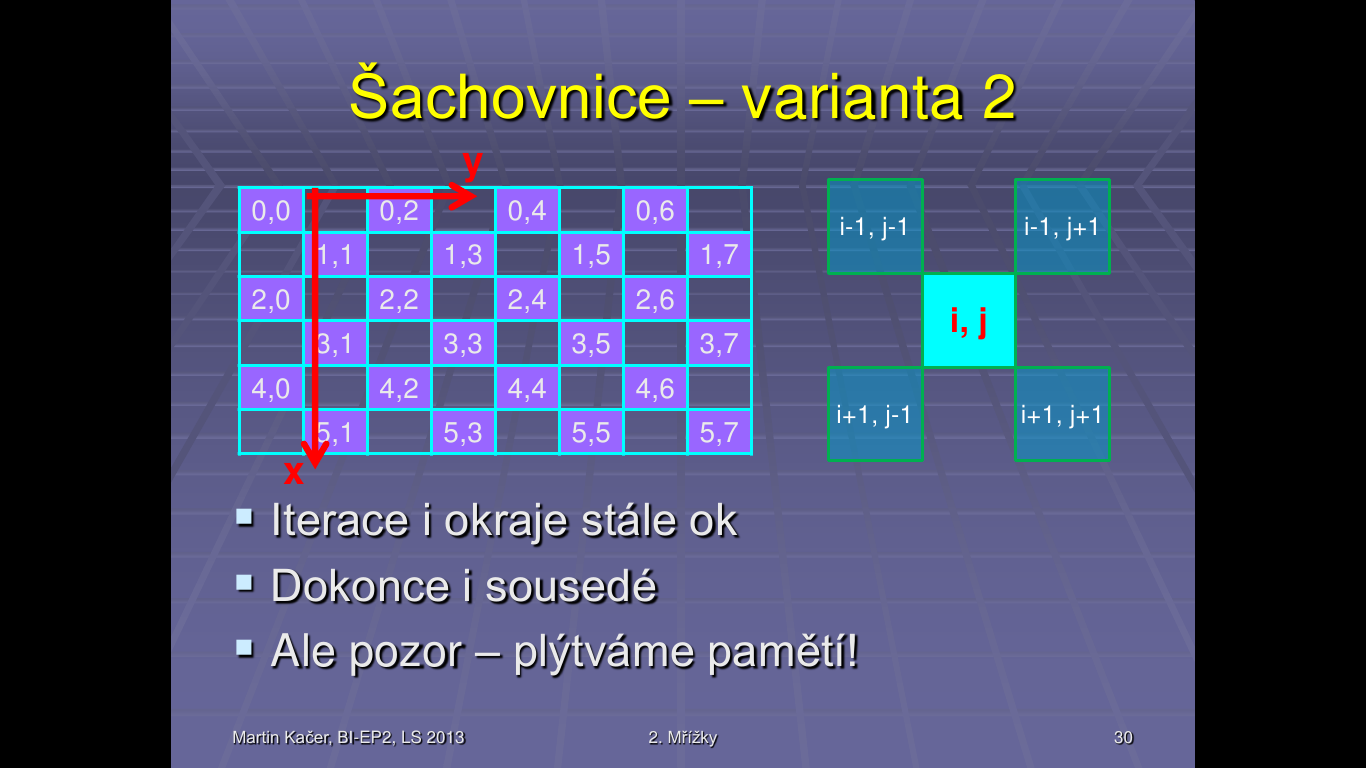 Šachovnice – varianta 2
y
0,0 0,2 0,4 0,6
1,1 1,3 1,5 1,7
2,0 2,2 2,4 2,6
3,1 3,3 3,5 3,7
4,0 4,2 4,4 4,6
5,1 5,3 5,5 5,7
x
i-1, j-1 i-1, j+1
i, j
i+1, j-1 i+1, j+1
Iterace i okraje stále ok
Dokonce i sousedé
Ale pozor – plýtváme pamětí!
Martin Kačer, BI-EP2, LS 2013 2. Mřížky 30